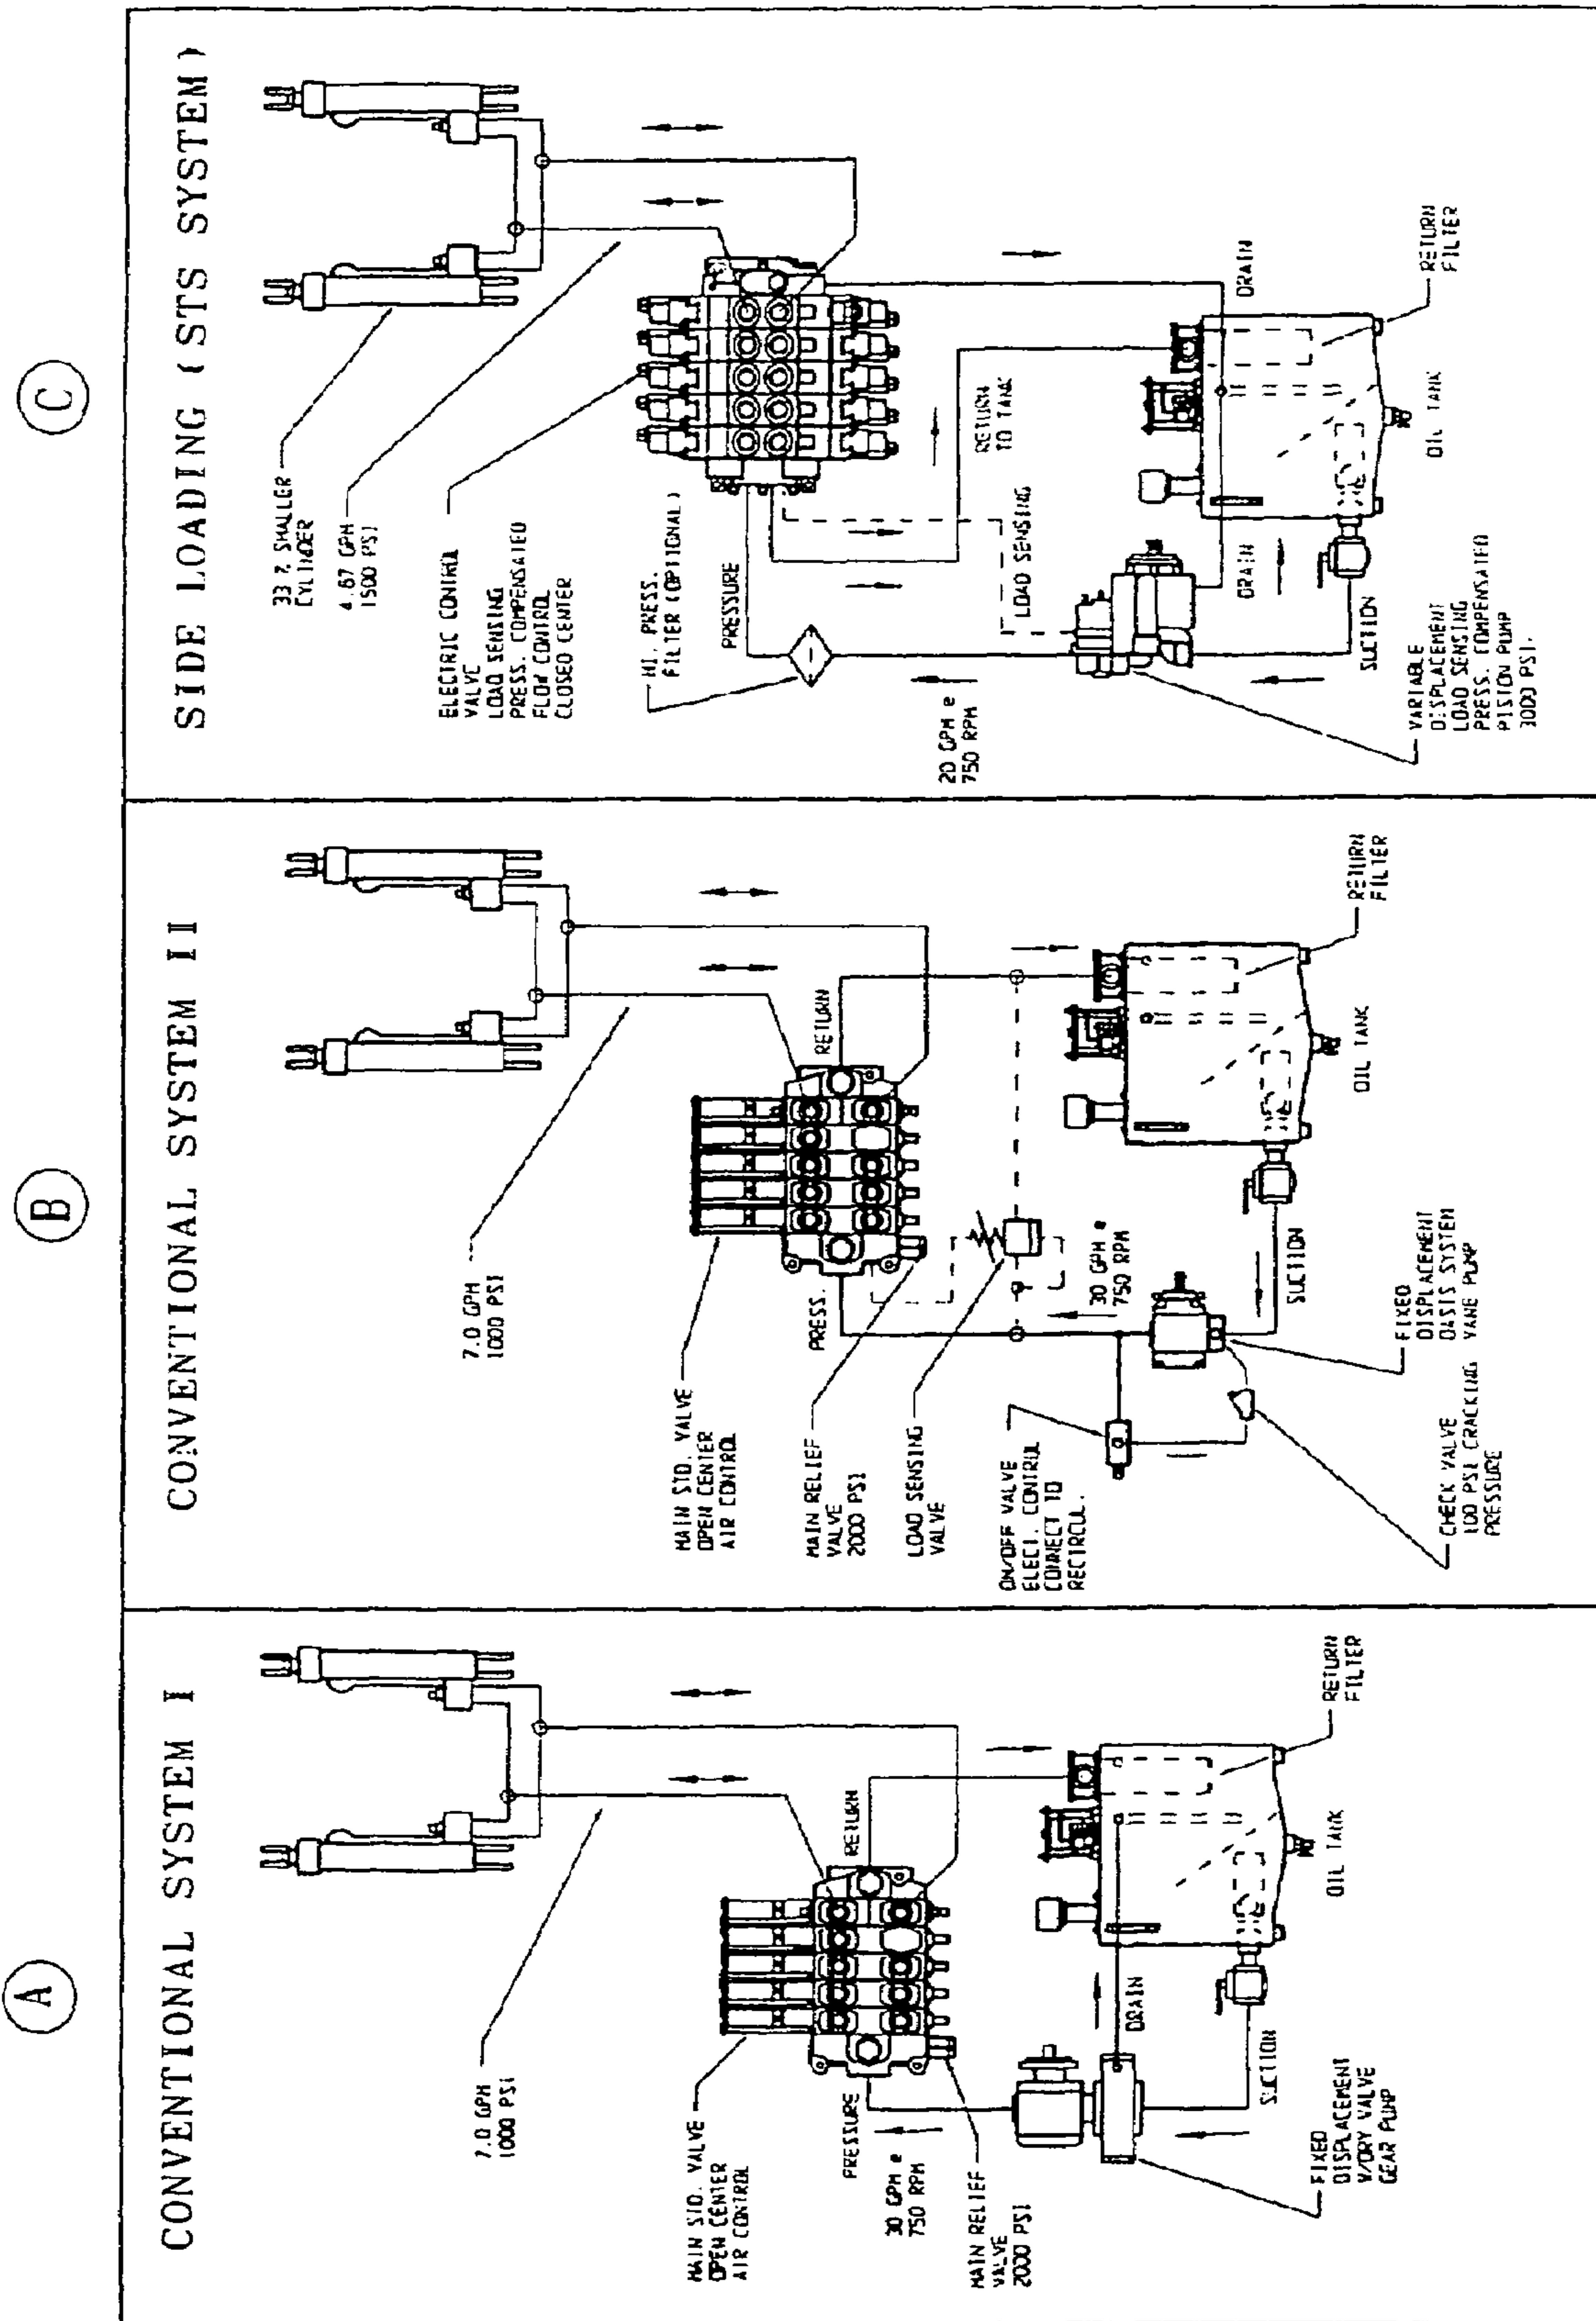 A
CONVENTIONAL SYSTEM I
7.0 GPM
1000 PSI
MAIN STD. VALVE
OPEN CENTER
AIR CONTROL
PRESSURE
RETURN
30 GPM @
750 RPM
MAIN RELIEF
VALVE
2000 PSI
DRAIN
SUCTION
OIL TANK
RETURN
FILTER
FIXED
DISPLACEMENT
W/DRY VALVE
GEAR PUMP
B
CONVENTIONAL SYSTEM II
7.0 GPM
1000 PSI
MAIN STD. VALVE
OPEN CENTER
AIR CONTROL
PRESS.
RETURN
MAIN RELIEF
VALVE
2000 PSI
LOAD SENSING
VALVE
30 GPM @
750 RPM
ON/OFF VALVE
ELECT. CONTROL
CONNECT TO
RECIRCUL.
SUCTION
OIL TANK
RETURN
FILTER
FIXED
DISPLACEMENT
OASIS SYSTEM
VANE PUMP
CHECK VALVE
100 PSI CRACKING
PRESSURE
C
SIDE LOADING (STS SYSTEM)
33 % SMALLER
CYLINDER
4.67 GPM
1500 PSI
ELECTRIC CONTROL
VALVE
LOAD SENSING
PRESS. COMPENSATED
FLOW CONTROL
CLOSED CENTER
HI. PRESS.
FILTER (OPTIONAL)
PRESSURE
RETURN
TO TANK
LOAD SENSING
20 GPM @
750 RPM
DRAIN
DRAIN
SUCTION
OIL TANK
RETURN
FILTER
VARIABLE
DISPLACEMENT
LOAD SENSING
PRESS. COMPENSATED
PISTON PUMP
3000 PSI.